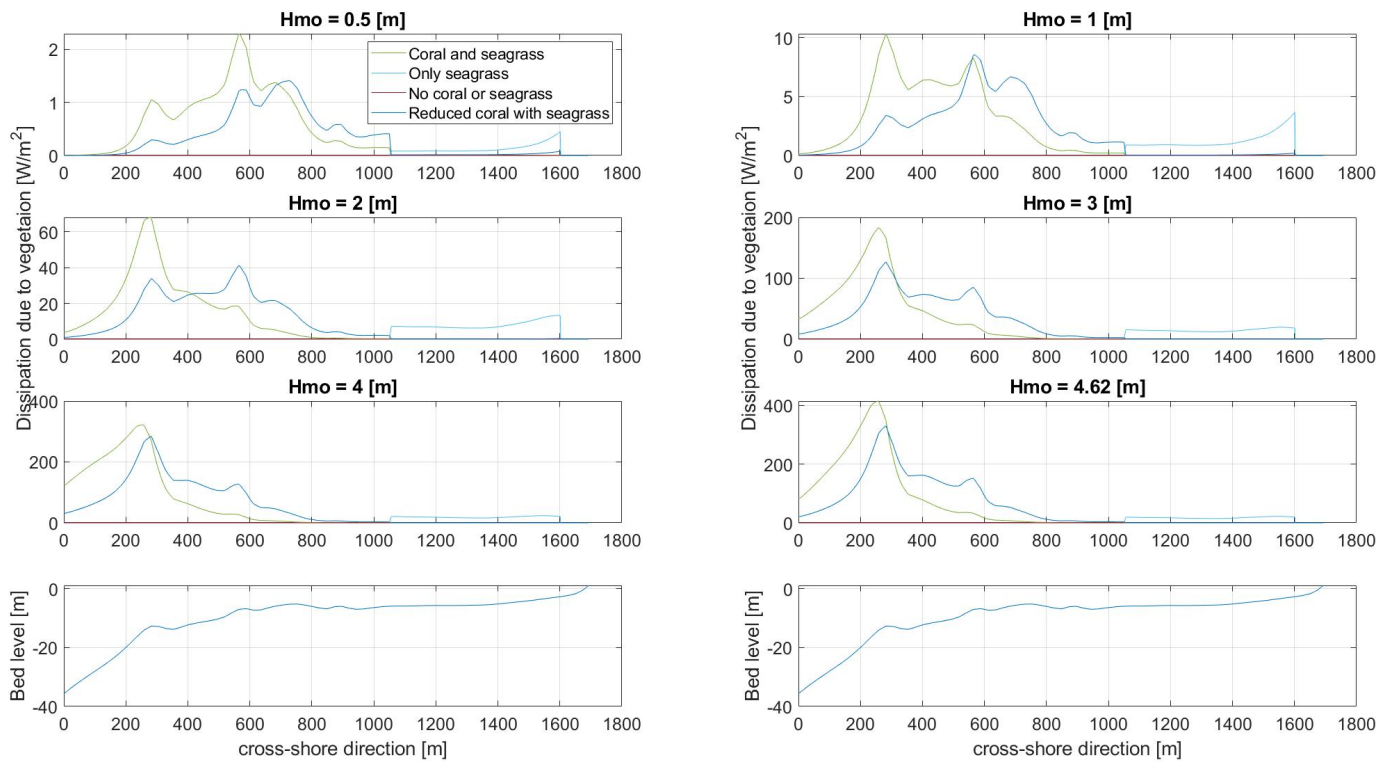 Hmo = 0.5 [m]
2
1
0
0 200 400 600 800 1000 1200 1400 1600 1800
Coral and seagrass
Only seagrass
No coral or seagrass
Reduced coral with seagrass
Hmo = 1 [m]
10
5
0
0 200 400 600 800 1000 1200 1400 1600 1800
Dissipation due to vegetaion [W/m²]
Dissipation due to vegetaion [W/m²]
Hmo = 2 [m]
60
40
20
0
0 200 400 600 800 1000 1200 1400 1600 1800
Hmo = 3 [m]
200
100
0
0 200 400 600 800 1000 1200 1400 1600 1800
Hmo = 4 [m]
400
200
0
0 200 400 600 800 1000 1200 1400 1600 1800
Hmo = 4.62 [m]
400
200
0
0 200 400 600 800 1000 1200 1400 1600 1800
Bed level [m]
0
-20
-40
0 200 400 600 800 1000 1200 1400 1600 1800
cross-shore direction [m]
Bed level [m]
0
-20
-40
0 200 400 600 800 1000 1200 1400 1600 1800
cross-shore direction [m]